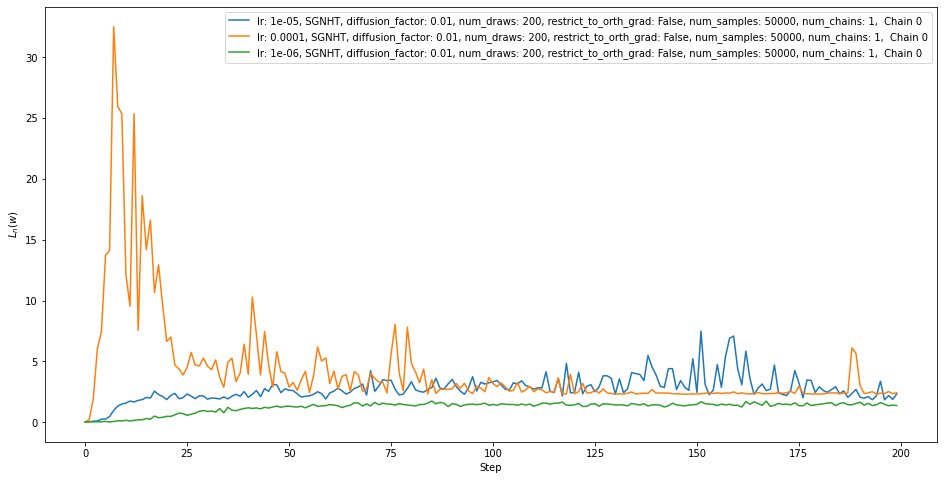 lr: 1e-05, SGNHT, diffusion_factor: 0.01, num_draws: 200, restrict_to_orth_grad: False, num_samples: 50000, num_chains: 1, Chain 0
lr: 0.0001, SGNHT, diffusion_factor: 0.01, num_draws: 200, restrict_to_orth_grad: False, num_samples: 50000, num_chains: 1, Chain 0
lr: 1e-06, SGNHT, diffusion_factor: 0.01, num_draws: 200, restrict_to_orth_grad: False, num_samples: 50000, num_chains: 1, Chain 0
30
25
20
15
10
5
0
Lₙ(w)
0 25 50 75 100 125 150 175 200
Step